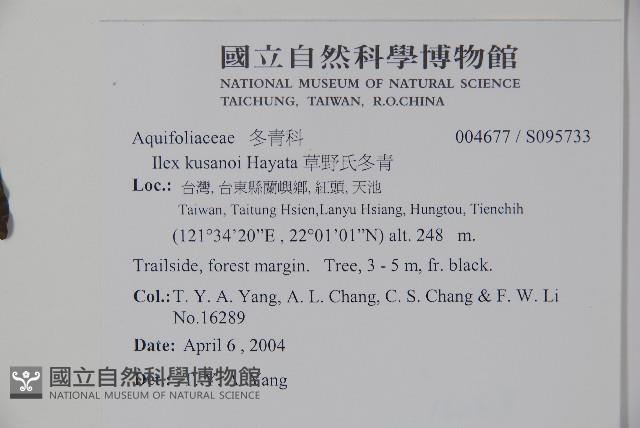 國立自然科學博物館
NATIONAL MUSEUM OF NATURAL SCIENCE
TAICHUNG, TAIWAN, R.O.CHINA
Aquifoliaceae 冬青科 004677 / S095733
Ilex kusanoi Hayata 草野氏冬青
Loc.: 台灣, 台東縣蘭嶼鄉, 紅頭, 天池
Taiwan, Taitung Hsien,Lanyu Hsiang, Hungtou, Tienchih
(121°34'20”E , 22°01'01”N) alt. 248 m.
Trailside, forest margin. Tree, 3 - 5 m, fr. black.
Col.: T. Y. A. Yang, A. L. Chang, C. S. Chang & F. W. Li
No.16289
Date: April 6 , 2004
國立自然科學博物館
NATIONAL MUSEUM OF NATURAL SCIENCE